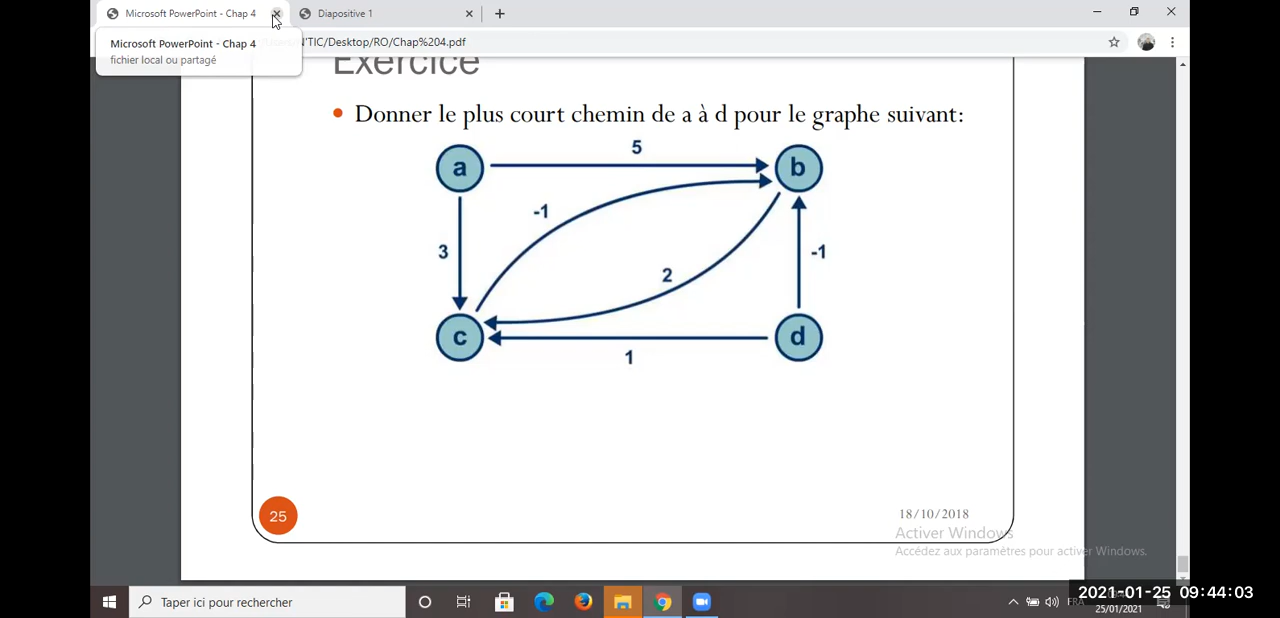 Microsoft PowerPoint - Chap 4
Diapositive 1
Microsoft PowerPoint - Chap 4
fichier local ou partagé
N'TIC/Desktop/RO/Chap%204.pdf
Exercice
Donner le plus court chemin de a à d pour le graphe suivant:
5
a
b
-1
3
2
-1
c
d
1
25
18/10/2018
Activer Windows
Accédez aux paramètres pour activer Windows.
Taper ici pour rechercher
FRA
2021-01-25 09:44:03
25/01/2021